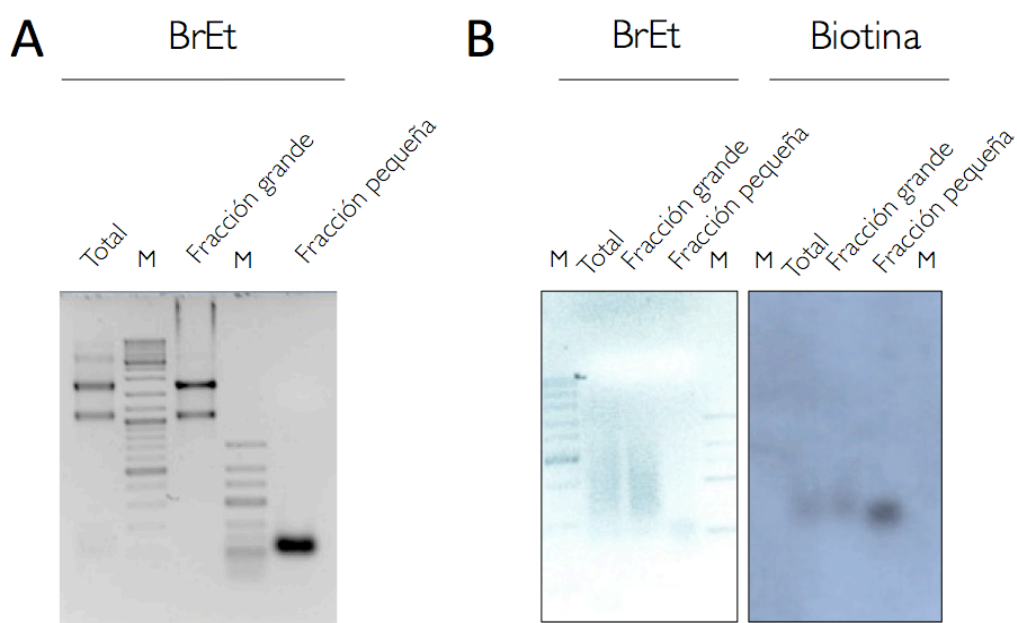 A
BrEt
Total
M
Fracción grande
M
Fracción pequeña
B
BrEt
Biotina
M
Total
Fracción grande
Fracción pequeña
M
M
Total
Fracción grande
Fracción pequeña
M